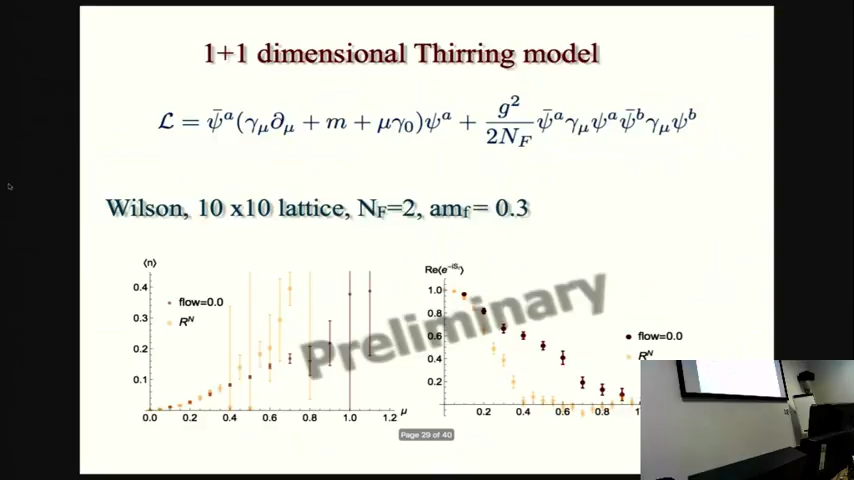 1+1 dimensional Thirring model
ℒ = ψ̄ᵃ(γ_μ∂_μ + m + μγ₀)ψᵃ + g²/2N_F ψ̄ᵃγ_μψᵃψ̄ᵇγ_μψᵇ
Wilson, 10 x10 lattice, N_F=2, am_f= 0.3
⟨n⟩
0.4
0.3
0.2
0.1
0.0 0.2 0.4 0.6 0.8 1.0 1.2 μ
flow=0.0
Rᴺ
Re(e^-iS_I)
1.0
0.8
0.6
0.4
0.2
0.2 0.4 0.6 0.8
flow=0.0
Rᴺ
Preliminary
Page 29 of 40